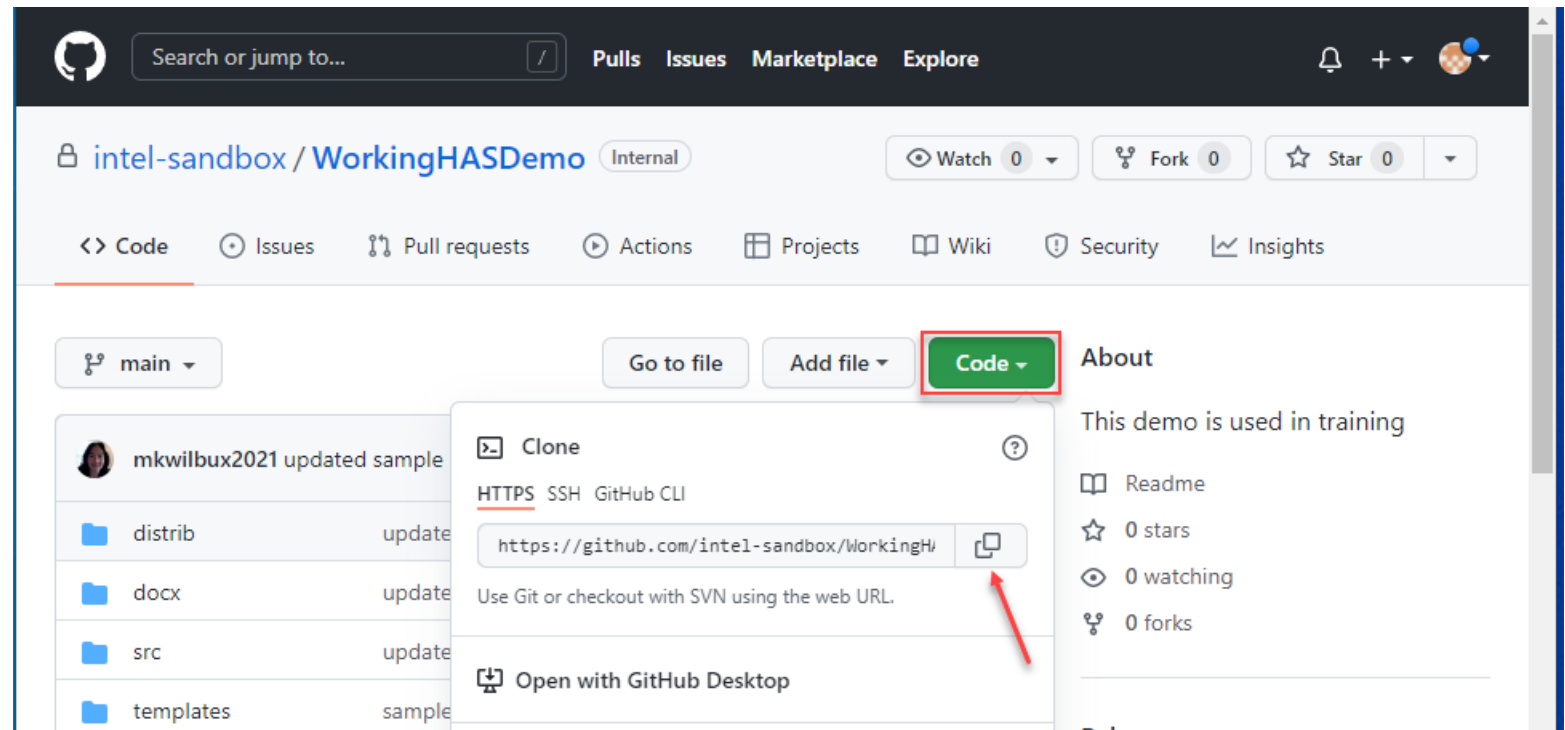 Search or jump to... / Pulls Issues Marketplace Explore
intel-sandbox / WorkingHASDemo Internal Watch 0 Fork 0 Star 0
<> Code Issues Pull requests Actions Projects Wiki Security Insights
main Go to file Add file Code About
This demo is used in training
mkwilbux2021 updated sample
Clone
HTTPS SSH GitHub CLI
Readme
distrib update
https://github.com/intel-sandbox/WorkingHA
0 stars
0 watching
docx update
Use Git or checkout with SVN using the web URL.
0 forks
src update
Open with GitHub Desktop
templates sample